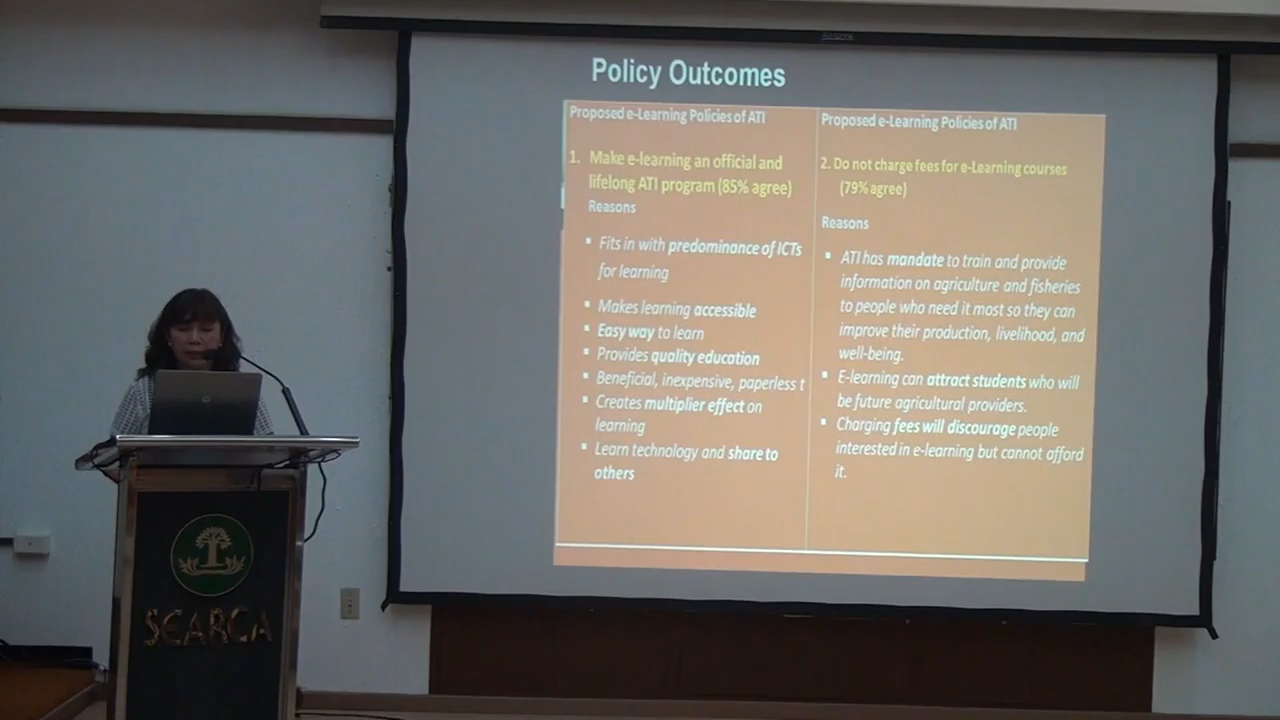 Policy Outcomes
Proposed e-Learning Policies of ATI
1. Make e-learning an official and
lifelong ATI program (85% agree)
Reasons
▪ Fits in with predominance of ICTs
for learning
▪ Makes learning accessible
▪ Easy way to learn
▪ Provides quality education
▪ Beneficial, inexpensive, paperless t
▪ Creates multiplier effect on
learning
▪ Learn technology and share to
others
Proposed e-Learning Policies of ATI
2. Do not charge fees for e-Learning courses
(79% agree)
Reasons
▪ ATI has mandate to train and provide
information on agriculture and fisheries
to people who need it most so they can
improve their production, livelihood, and
well-being.
▪ E-learning can attract students who will
be future agricultural providers.
▪ Charging fees will discourage people
interested in e-learning but cannot afford
it.
SEARCA